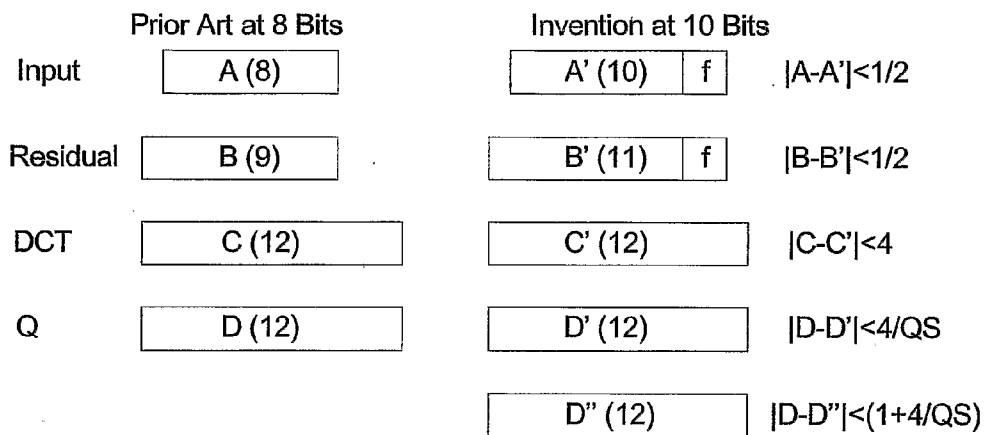 Prior Art at 8 Bits Invention at 10 Bits
Input A (8) A' (10) f |A-A'|<1/2
Residual B (9) B' (11) f |B-B'|<1/2
DCT C (12) C' (12) |C-C'|<4
Q D (12) D' (12) |D-D'|<4/QS
D" (12) |D-D"|<(1+4/QS)